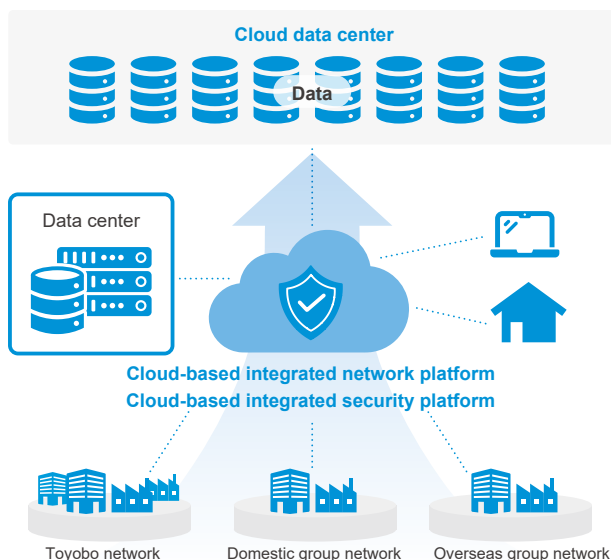 Cloud data center
Data
Data center
Cloud-based integrated network platform
Cloud-based integrated security platform
Toyobo network
Domestic group network
Overseas group network